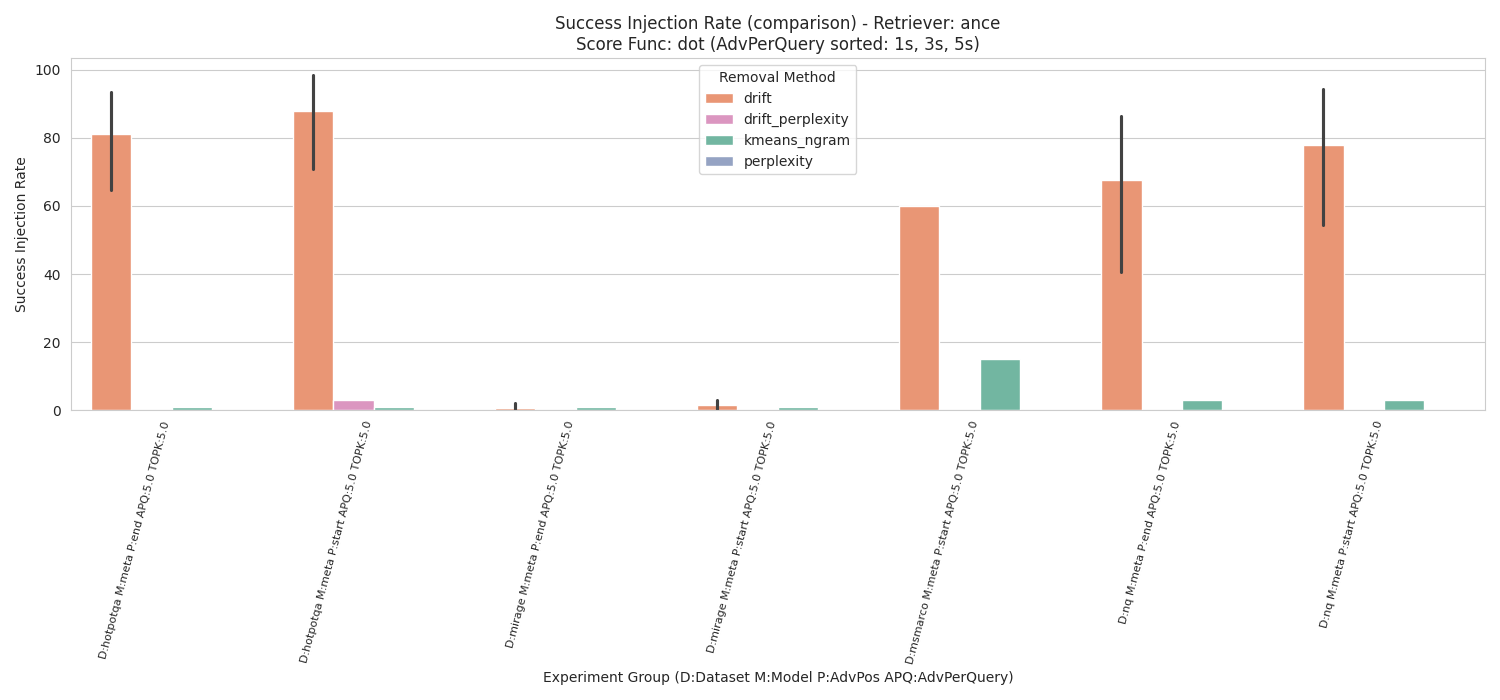 Success Injection Rate (comparison) - Retriever: ance
Score Func: dot (AdvPerQuery sorted: 1s, 3s, 5s)
Success Injection Rate
100
80
60
40
20
0
Removal Method
drift
drift_perplexity
kmeans_ngram
perplexity
D:hotpotqa M:meta P:end APQ:5.0 TOPK:5.0
D:hotpotqa M:meta P:start APQ:5.0 TOPK:5.0
D:mirage M:meta P:end APQ:5.0 TOPK:5.0
D:mirage M:meta P:start APQ:5.0 TOPK:5.0
D:msmarco M:meta P:start APQ:5.0 TOPK:5.0
D:nq M:meta P:end APQ:5.0 TOPK:5.0
D:nq M:meta P:start APQ:5.0 TOPK:5.0
Experiment Group (D:Dataset M:Model P:AdvPos APQ:AdvPerQuery)